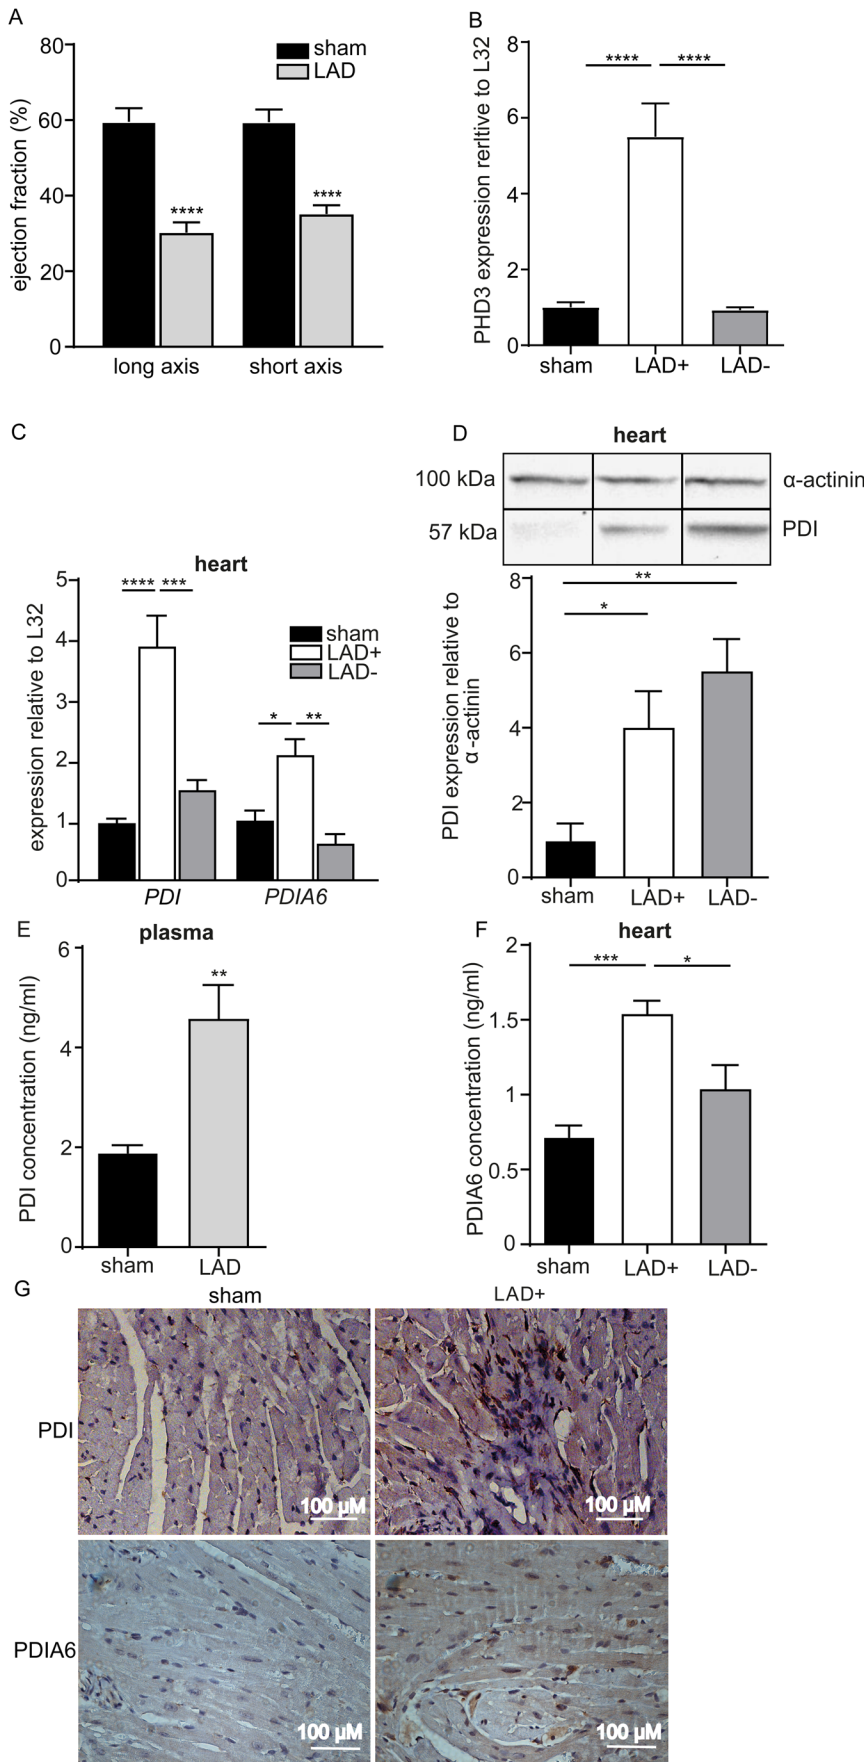 A
80
60
40
20
0
ejection fraction (%)
sham
LAD
****
****
long axis
short axis
B
8
6
4
2
0
PHD3 expression reritive to L32
****
****
sham
LAD+
LAD-
C
heart
5
4
3
2
1
0
expression relative to L32
****
***
*
**
sham
LAD+
LAD-
PDI
PDIA6
D
heart
100 kDa
α-actinin
57 kDa
PDI
8
6
4
2
0
PDI expression relative to
α-actinin
**
*
sham
LAD+
LAD-
E
plasma
6
4
2
0
PDI concentration (ng/ml)
**
sham
LAD
F
heart
2
1.5
1
0.5
0
PDIA6 concentration (ng/ml)
***
*
sham
LAD+
LAD-
G
sham
LAD+
PDI
100 µM
100 µM
PDIA6
100 µM
100 µM